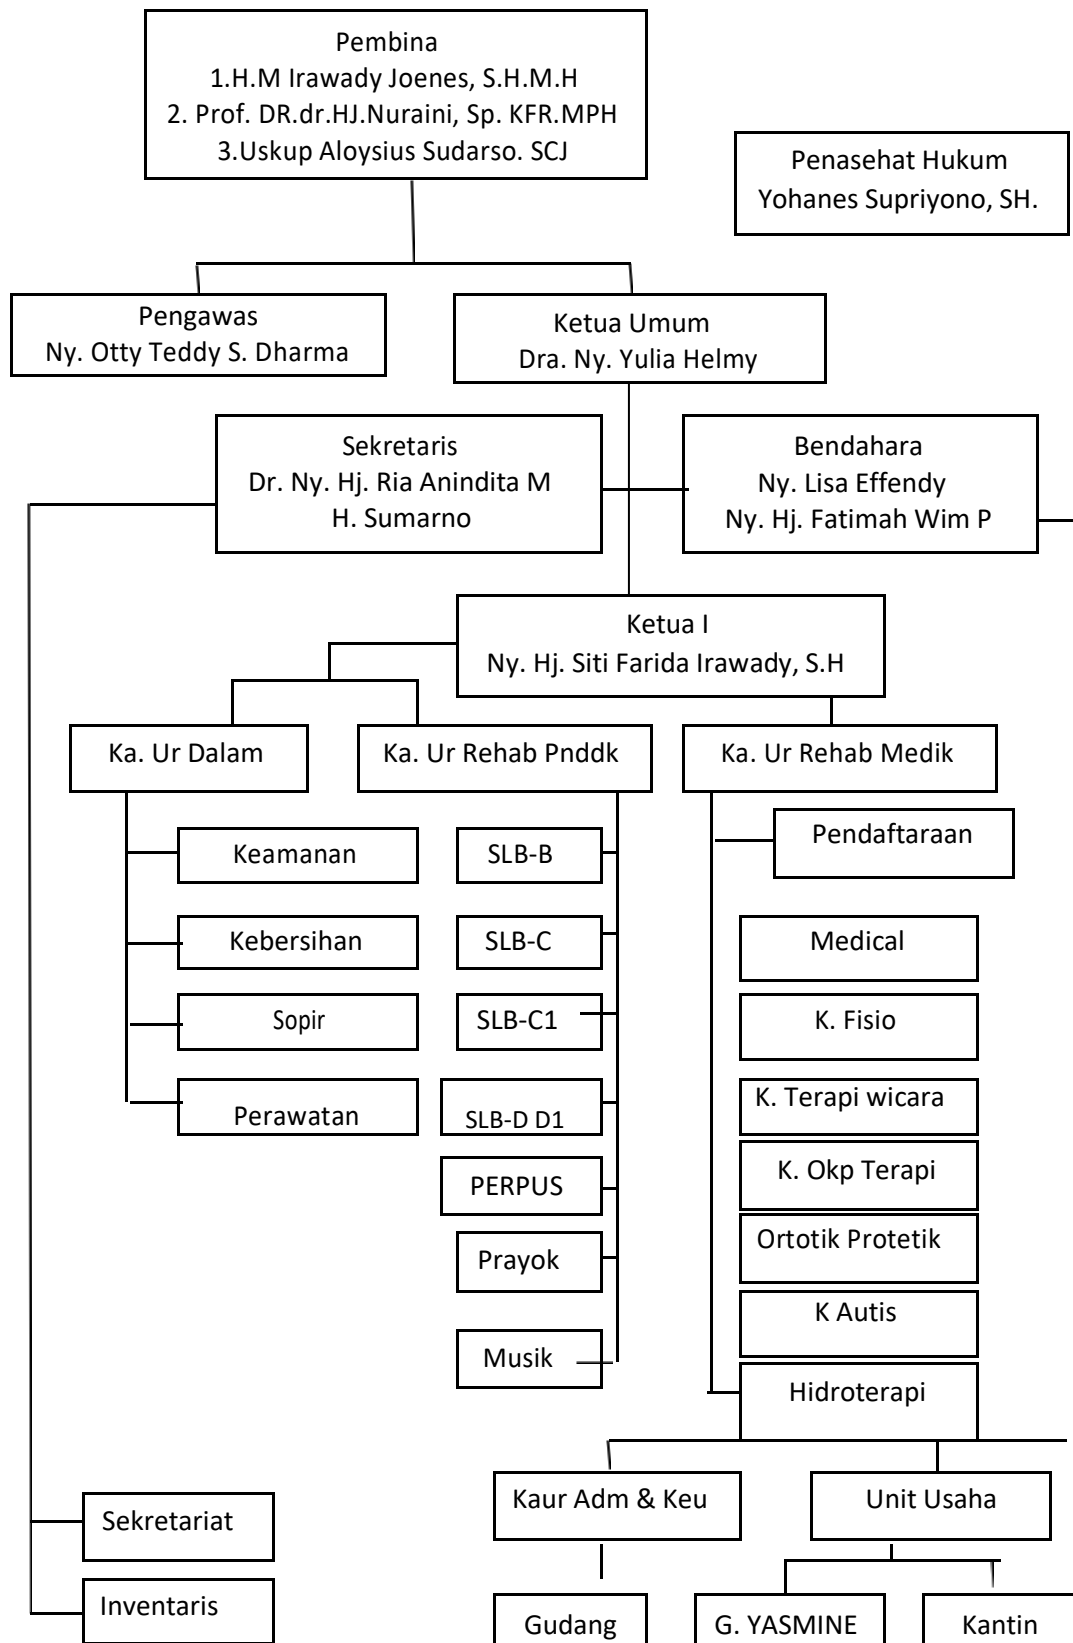 Pembina
1.H.M Irawady Joenes, S.H.M.H
2. Prof. DR.dr.HJ.Nuraini, Sp. KFR.MPH
3.Uskup Aloysius Sudarso. SCJ
Penasehat Hukum
Yohanes Supriyono, SH.
Pengawas
Ny. Otty Teddy S. Dharma
Ketua Umum
Dra. Ny. Yulia Helmy
Sekretaris
Dr. Ny. Hj. Ria Anindita M
H. Sumarno
Bendahara
Ny. Lisa Effendy
Ny. Hj. Fatimah Wim P
Ketua I
Ny. Hj. Siti Farida Irawady, S.H
Ka. Ur Dalam
Ka. Ur Rehab Pnddk
Ka. Ur Rehab Medik
Keamanan
Kebersihan
Sopir
Perawatan
SLB-B
SLB-C
SLB-C1
SLB-D D1
PERPUS
Prayok
Musik
Pendaftaraan
Medical
K. Fisio
K. Terapi wicara
K. Okp Terapi
Ortotik Protetik
K Autis
Hidroterapi
Kaur Adm & Keu
Unit Usaha
Sekretariat
Inventaris
Gudang
G. YASMINE
Kantin